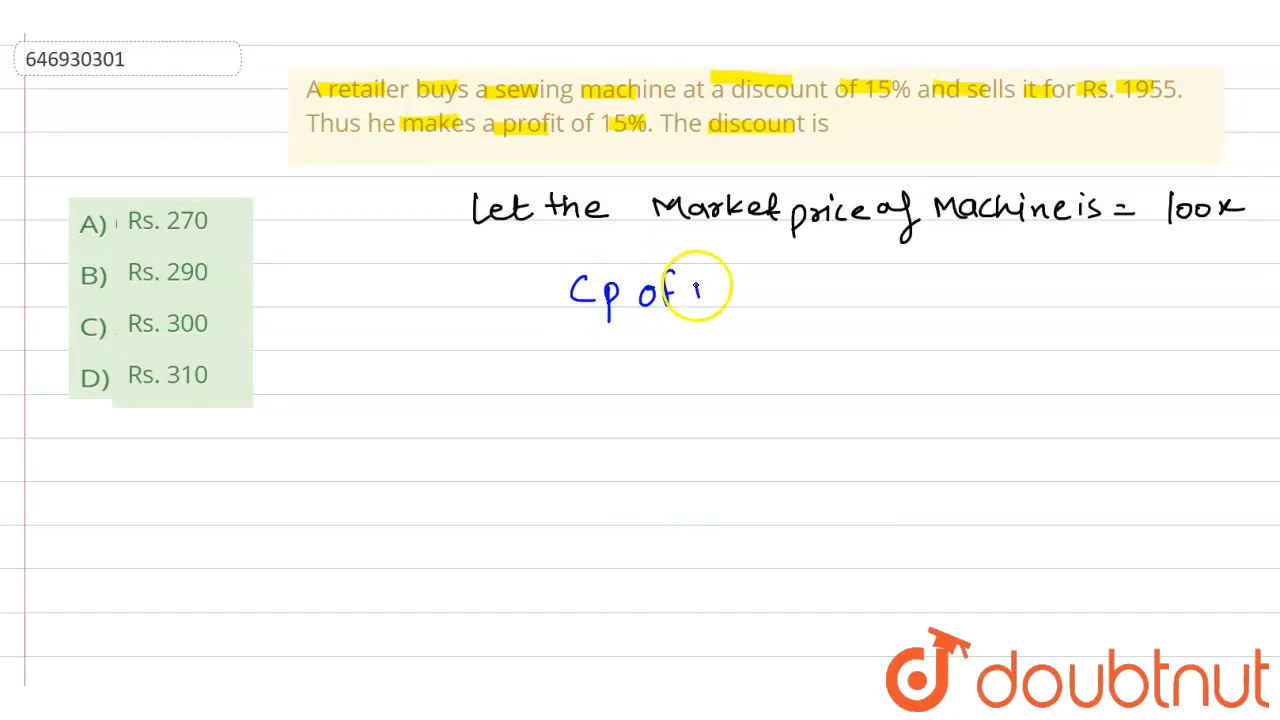 646930301
A retailer buys a sewing machine at a discount of 15% and sells it for Rs. 1955.
Thus he makes a profit of 15%. The discount is
A) Rs. 270
B) Rs. 290
C) Rs. 300
D) Rs. 310
Let the Market price of Machine is = 100x
CP of
doubtnut